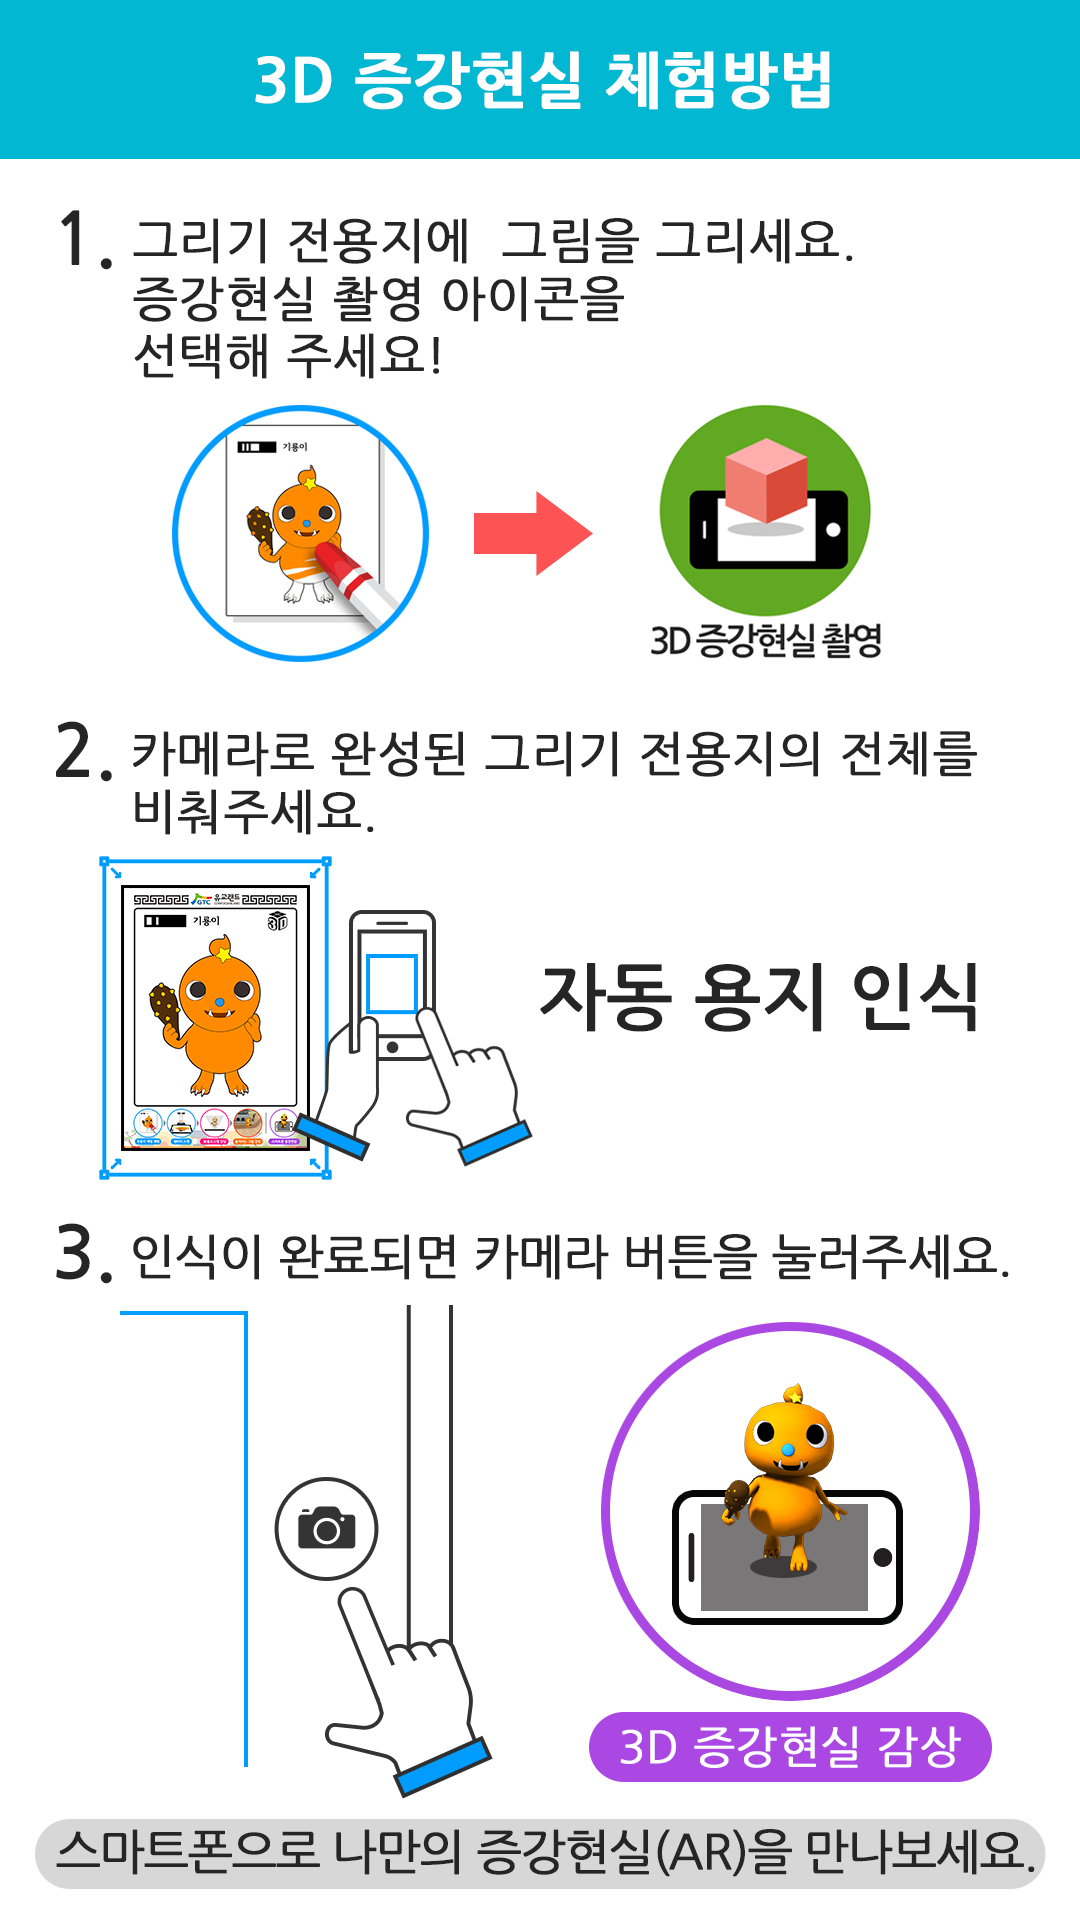 3D 증강현실 체험방법
1. 그리기 전용지에 그림을 그리세요.
증강현실 촬영 아이콘을
선택해 주세요!
기룡이
3D 증강현실 촬영
2. 카메라로 완성된 그리기 전용지의 전체를
비춰주세요.
GTC 유교랜드
기룡이
3D
자동 용지 인식
3. 인식이 완료되면 카메라 버튼을 눌러주세요.
3D 증강현실 감상
스마트폰으로 나만의 증강현실(AR)을 만나보세요.